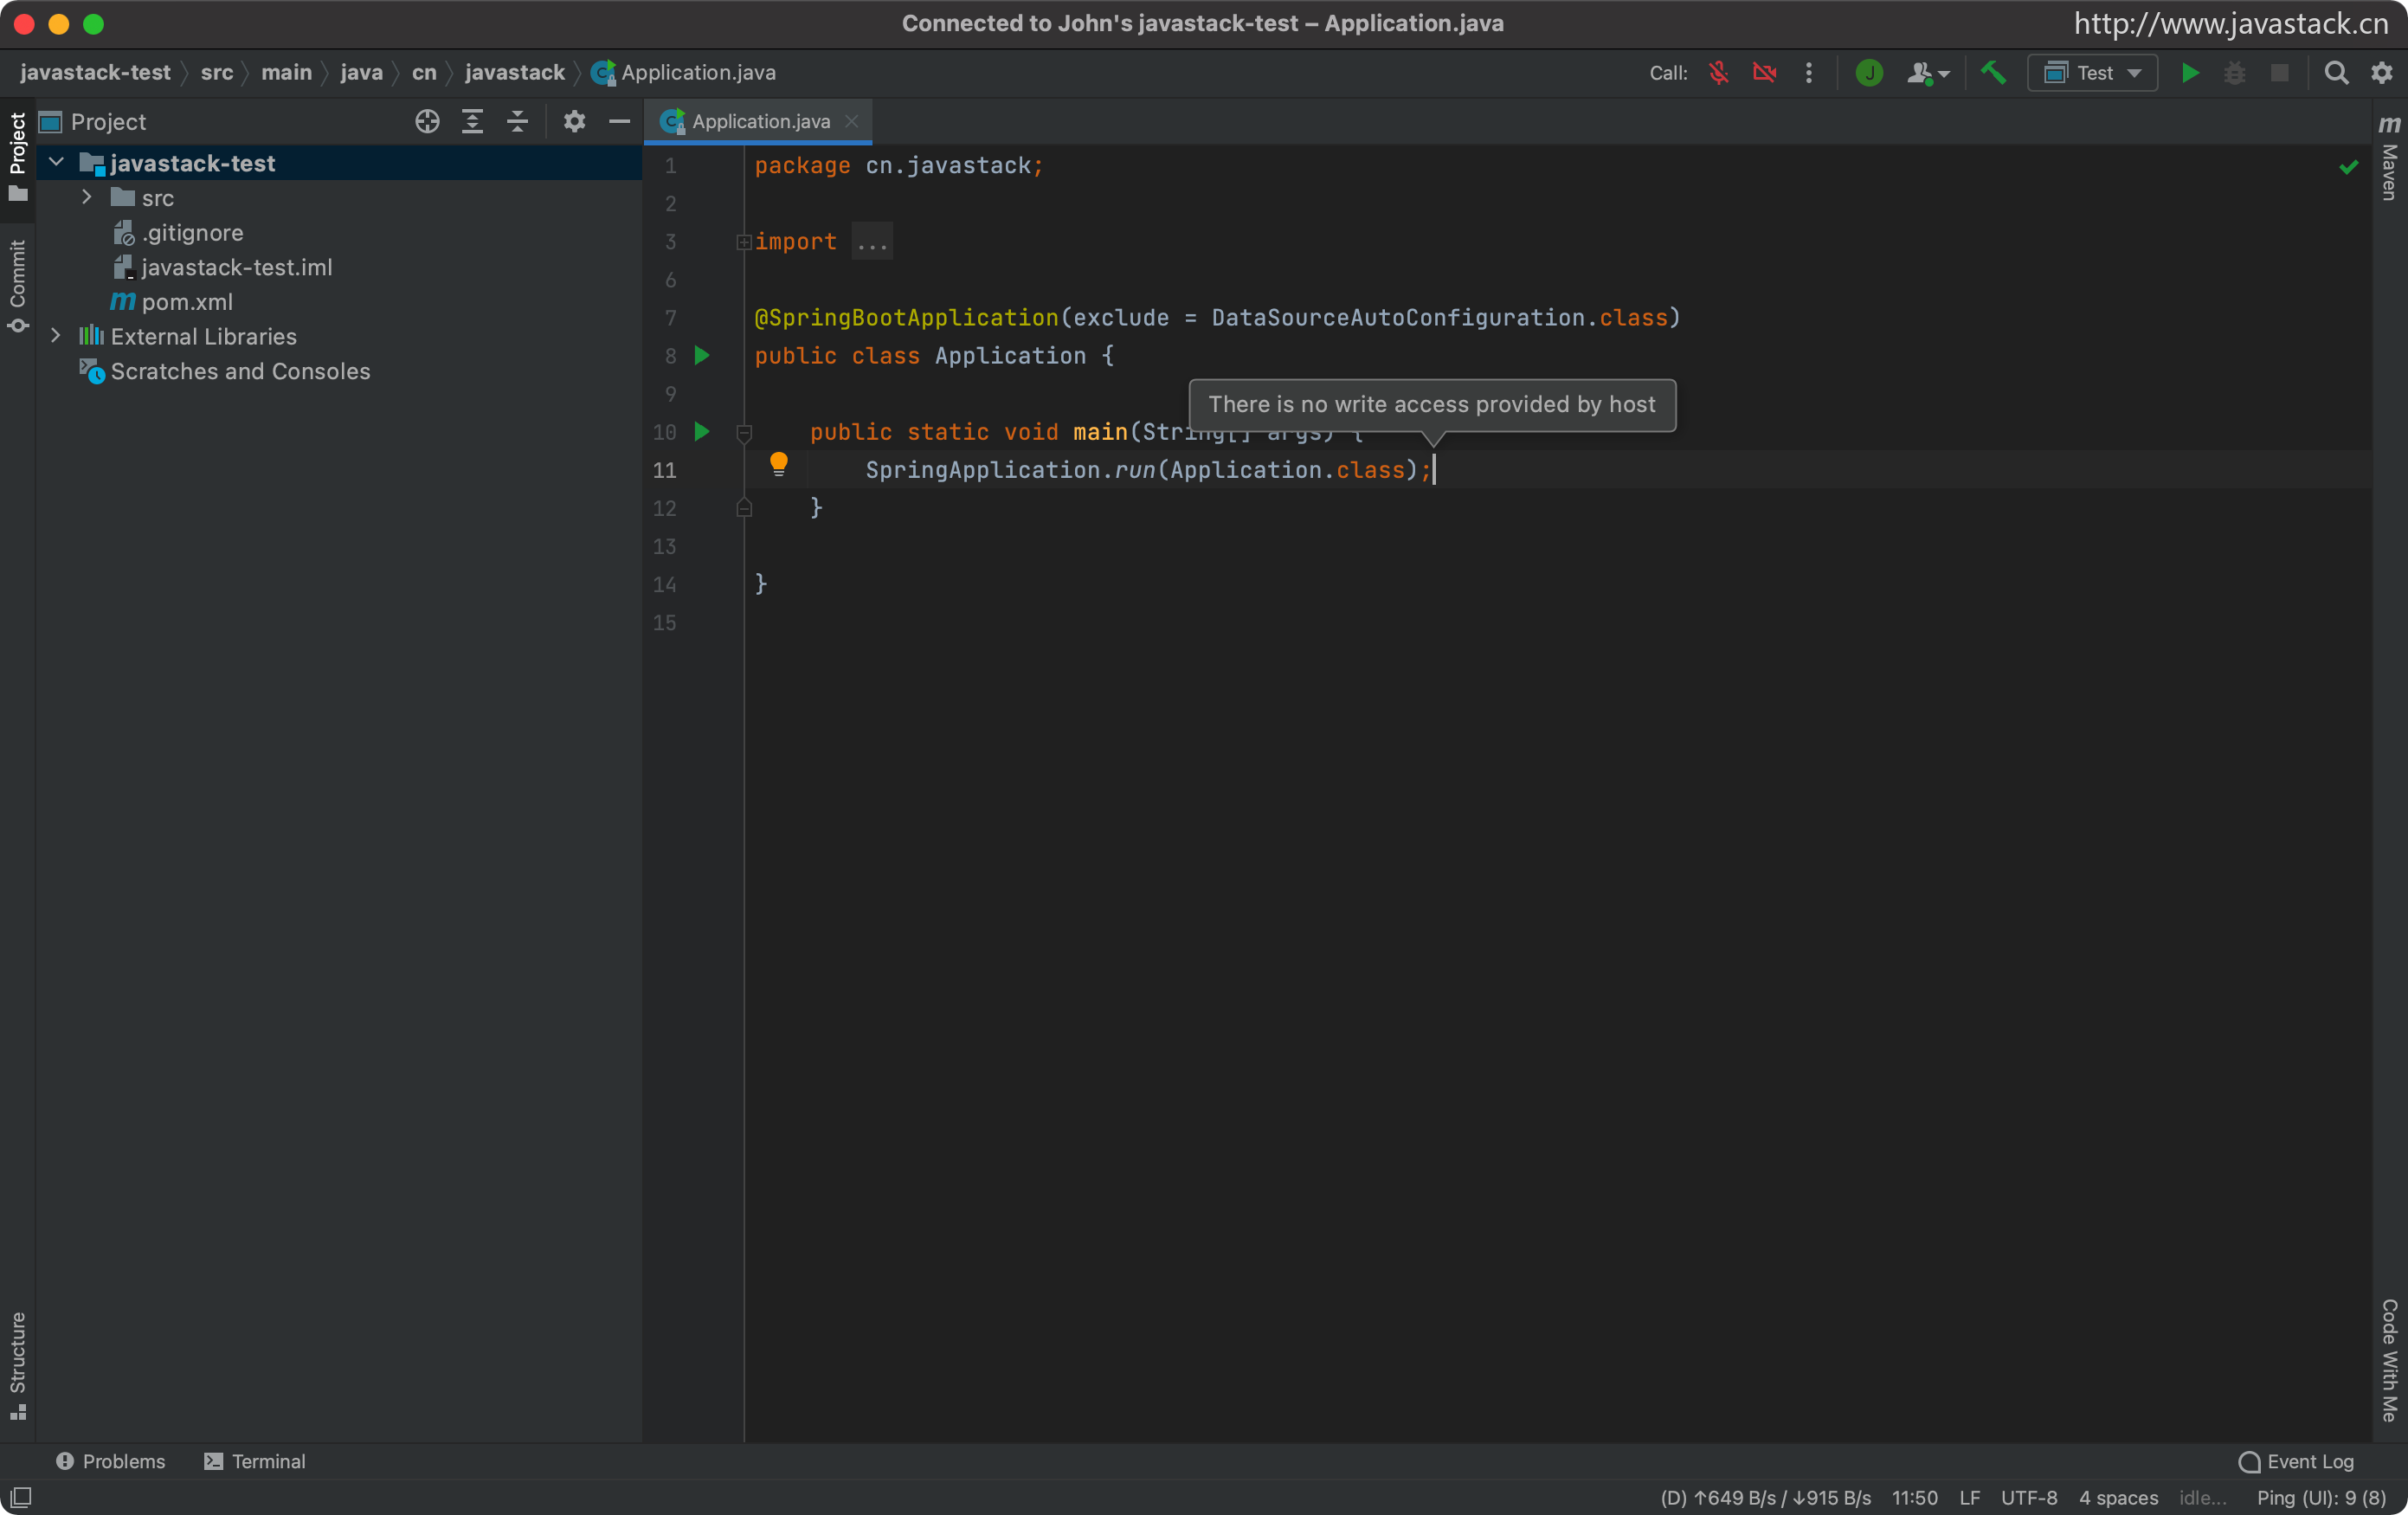 Connected to John's javastack-test – Application.java
http://www.javastack.cn
javastack-test
src
main
java
cn
javastack
Application.java
Call:
J
Test
Project
Project
Commit
Structure
javastack-test
src
.gitignore
javastack-test.iml
pom.xml
External Libraries
Scratches and Consoles
Application.java
1 package cn.javastack;
2
3 import ...
6
7 @SpringBootApplication(exclude = DataSourceAutoConfiguration.class)
8 public class Application {
9
There is no write access provided by host
10 public static void main(String[] args) {
11 SpringApplication.run(Application.class);
12 }
13
14 }
15
m Maven
Code With Me
Problems
Terminal
Event Log
(D) ↑649 B/s / ↓915 B/s
11:50
LF
UTF-8
4 spaces
idle...
Ping (UI): 9 (8)